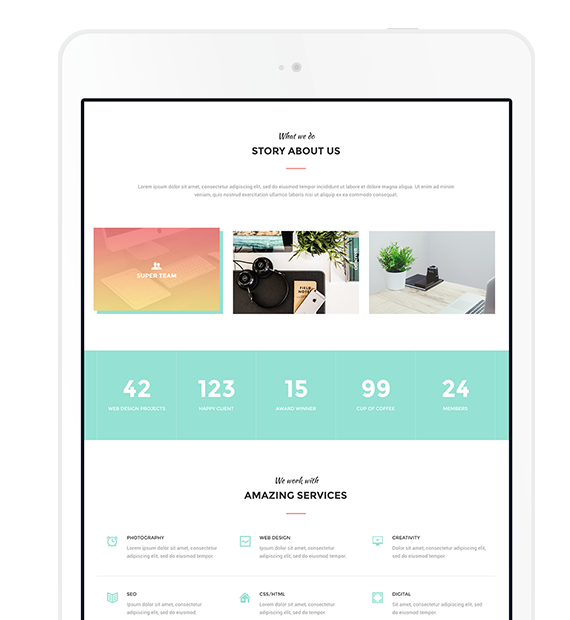 What we do
STORY ABOUT US
Lorem ipsum dolor sit amet, consectetur adipiscing elit, sed do eiusmod tempor incididunt ut labore et dolore magna aliqua. Ut enim ad minim
veniam, quis nostrud exercitation ullamco laboris nisi ut aliquip ex ea commodo consequat.
SUPER TEAM
FIELD NOTES
42 123 15 99 24
WEB DESIGN PROJECTS HAPPY CLIENT AWARD WINNER CUP OF COFFEE MEMBERS
We work with
AMAZING SERVICES
PHOTOGRAPHY
Lorem ipsum dolor sit amet, consectetur
adipiscing elit, sed do eiusmod tempor.
WEB DESIGN
Ipsum dolor sit amet, consectetur
adipiscing elit, sed do eiusmod tempor.
CREATIVITY
Dolor sit amet, consectetur adipiscing elit,
sed do eiusmod tempor.
SEO
Ipsum dolor sit amet, consectetur
adipiscing elit, sed do eiusmod
CSS/HTML
Lorem dolor sit amet, consectetur
adipiscing elit, sed do eiusmod tempor.
DIGITAL
Sit amet, consectetur adipiscing elit, sed
do eiusmod tempor.